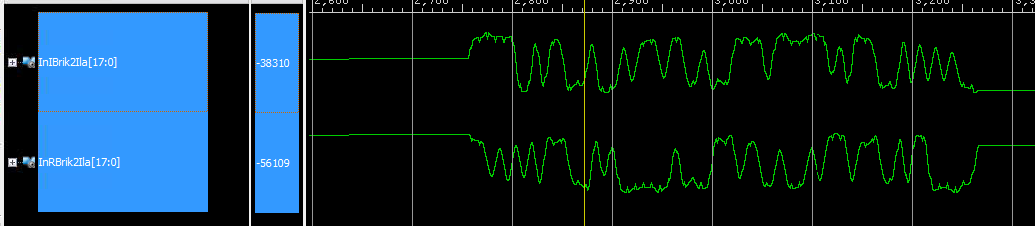 2,600 2,700 2,800 2,900 3,000 3,100 3,200
InIBrik2Ila[17:0] -38310
InRBrik2Ila[17:0] -56109